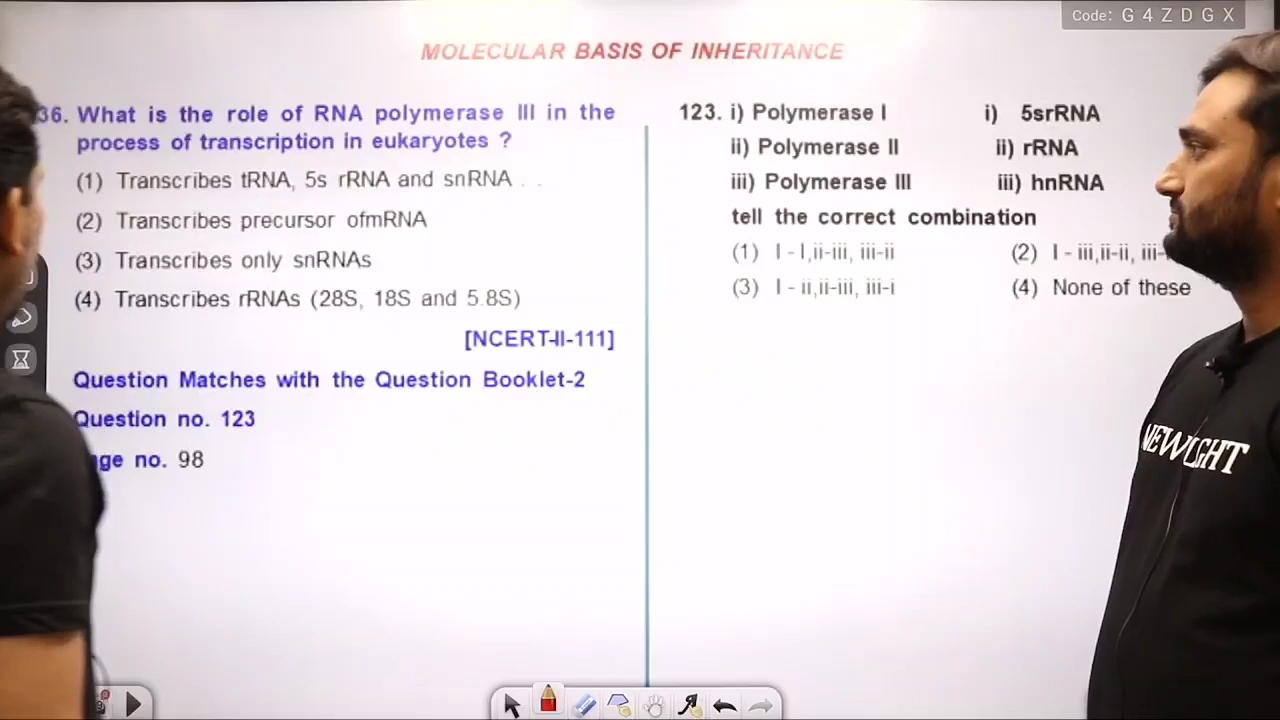 Code: G 4 Z D G X
MOLECULAR BASIS OF INHERITANCE
36. What is the role of RNA polymerase III in the
process of transcription in eukaryotes ?
(1) Transcribes tRNA, 5s rRNA and snRNA . .
(2) Transcribes precursor ofmRNA
(3) Transcribes only snRNAs
(4) Transcribes rRNAs (28S, 18S and 5.8S)
[NCERT-II-111]
Question Matches with the Question Booklet-2
Question no. 123
ge no. 98
123. i) Polymerase I i) 5srRNA
ii) Polymerase II ii) rRNA
iii) Polymerase III iii) hnRNA
tell the correct combination
(1) I - I,ii-iii, iii-ii (2) I - iii,ii-ii, iii-
(3) I - ii,ii-iii, iii-i (4) None of these
NEWLIGHT